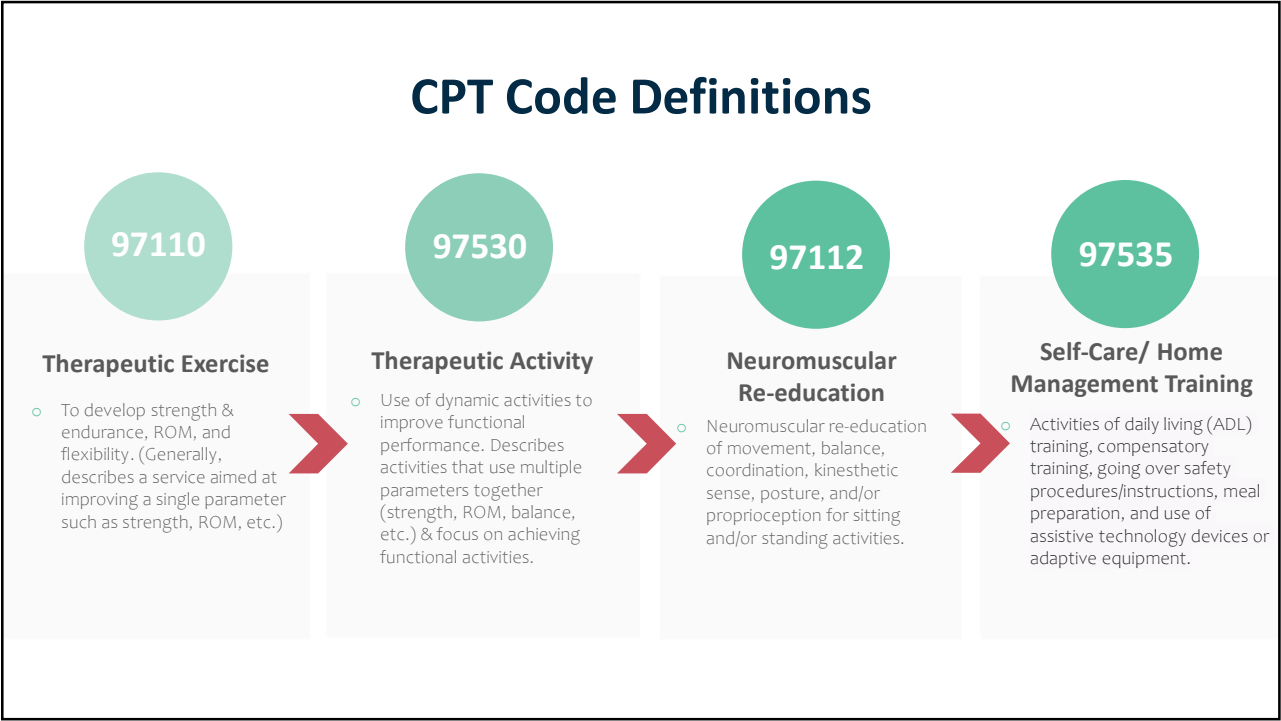 CPT Code Definitions
97110
Therapeutic Exercise
○ To develop strength &
endurance, ROM, and
flexibility. (Generally,
describes a service aimed at
improving a single parameter
such as strength, ROM, etc.)
97530
Therapeutic Activity
○ Use of dynamic activities to
improve functional
performance. Describes
activities that use multiple
parameters together
(strength, ROM, balance,
etc.) & focus on achieving
functional activities.
97112
Neuromuscular
Re-education
○ Neuromuscular re-education
of movement, balance,
coordination, kinesthetic
sense, posture, and/or
proprioception for sitting
and/or standing activities.
97535
Self-Care/ Home
Management Training
○ Activities of daily living (ADL)
training, compensatory
training, going over safety
procedures/instructions, meal
preparation, and use of
assistive technology devices or
adaptive equipment.